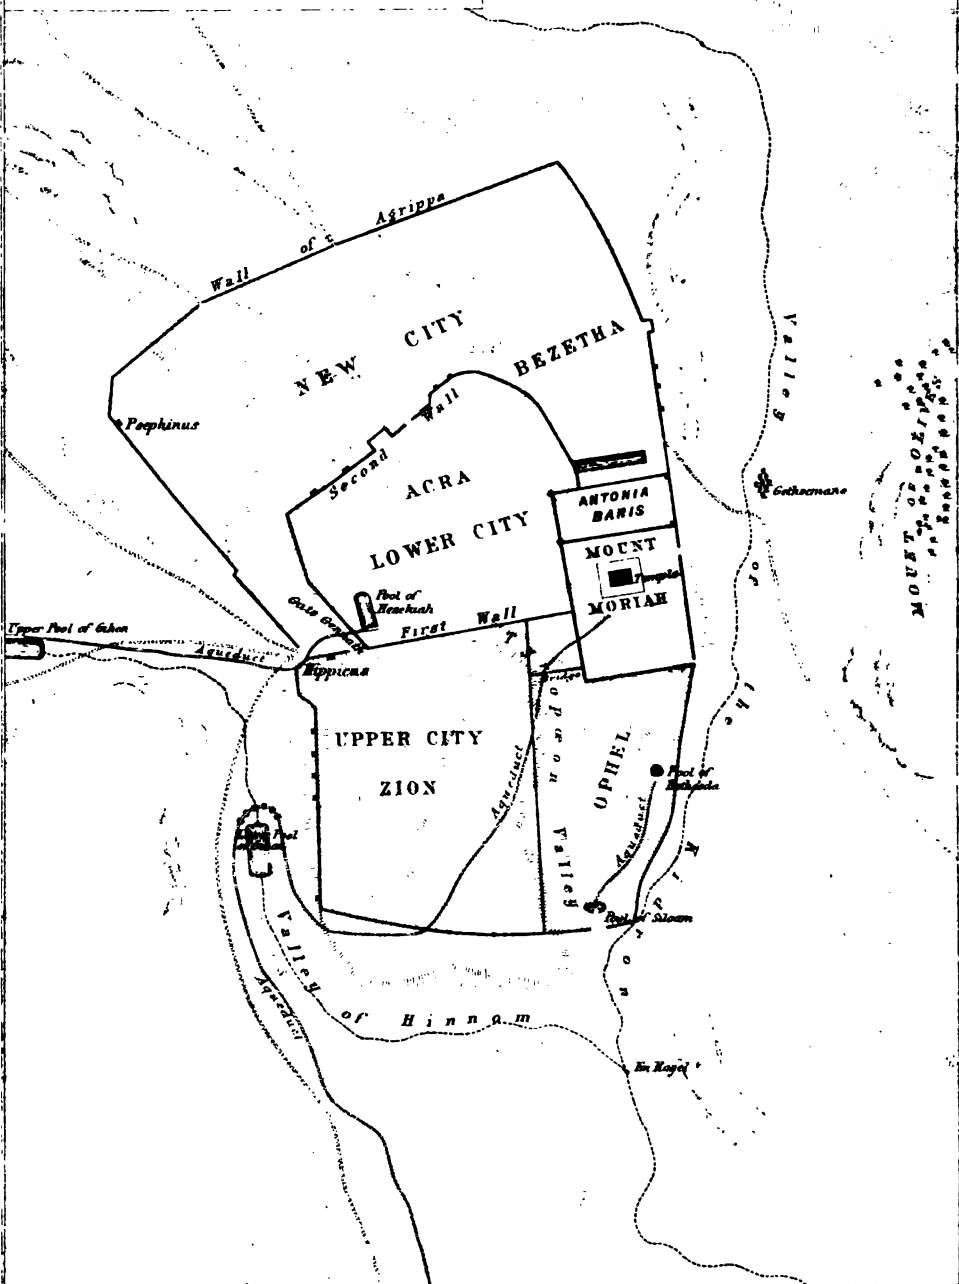 Wall of Agrippa
NEW CITY
BEZETHA
Valley of the Kidron
MOUNT OF OLIVES
Psephinus
Second Wall
ACRA
LOWER CITY
ANTONIA
BARIS
Gethsemane
MOUNT
Temple
MORIAH
Gate Gennath
Pool of
Hezekiah
First Wall
Upper Pool of Gihon
Aqueduct
Hippicus
Bridge
UPPER CITY
ZION
Aqueduct
Valley
OPHEL
Pool of
Bethesda
Aqueduct
Pool of Siloam
Pool
Valley of Hinnom
Aqueduct
En Rogel